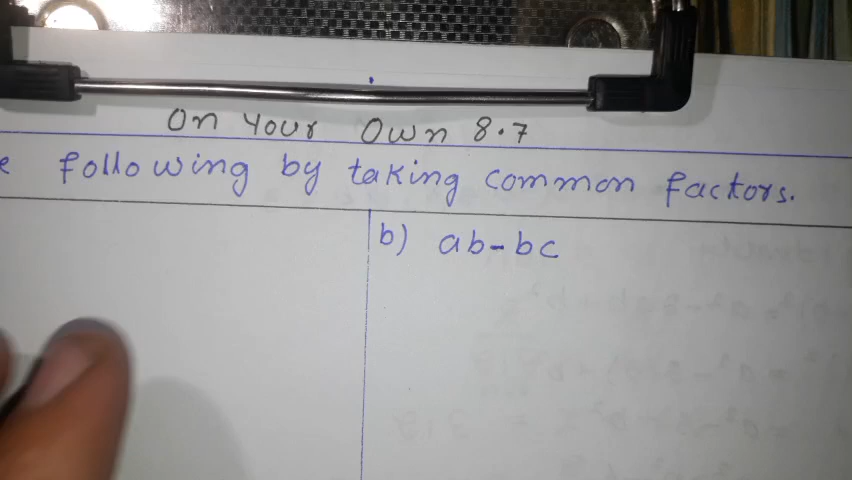 On Your Own 8.7
e following by taking common factors.
b) ab-bc